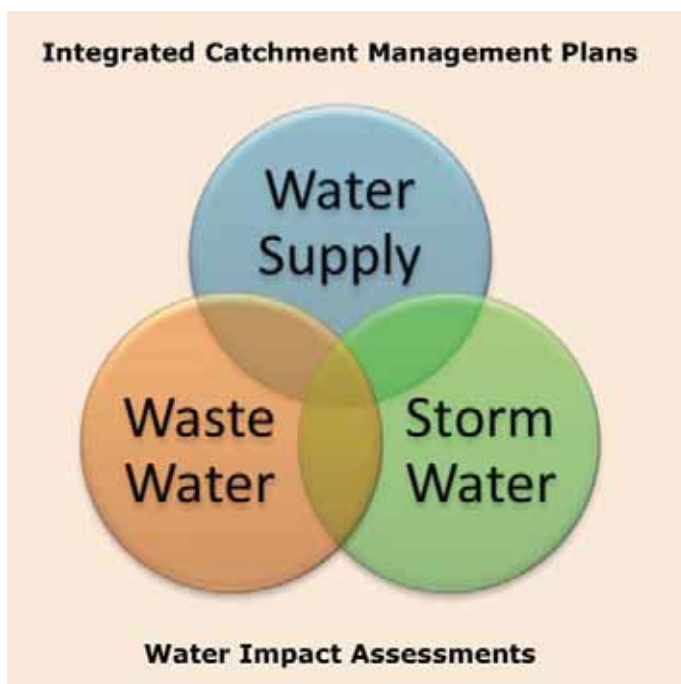 Integrated Catchment Management Plans
Water
Supply
Waste
Water
Storm
Water
Water Impact Assessments